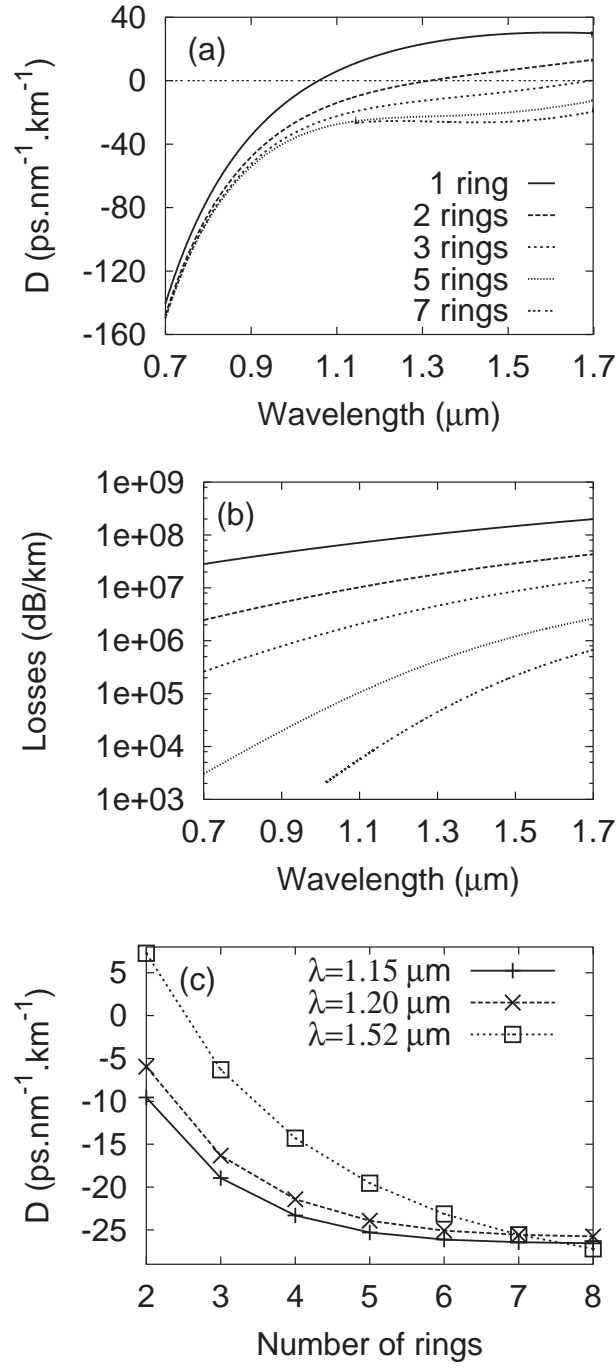 40
0
-40
-80
-120
-160
D (ps.nm⁻¹.km⁻¹)
(a)
1 ring
2 rings
3 rings
5 rings
7 rings
0.7 0.9 1.1 1.3 1.5 1.7
Wavelength (μm)
1e+09
1e+08
1e+07
1e+06
1e+05
1e+04
1e+03
Losses (dB/km)
(b)
0.7 0.9 1.1 1.3 1.5 1.7
Wavelength (μm)
5
0
-5
-10
-15
-20
-25
D (ps.nm⁻¹.km⁻¹)
(c)
λ=1.15 μm
λ=1.20 μm
λ=1.52 μm
2 3 4 5 6 7 8
Number of rings